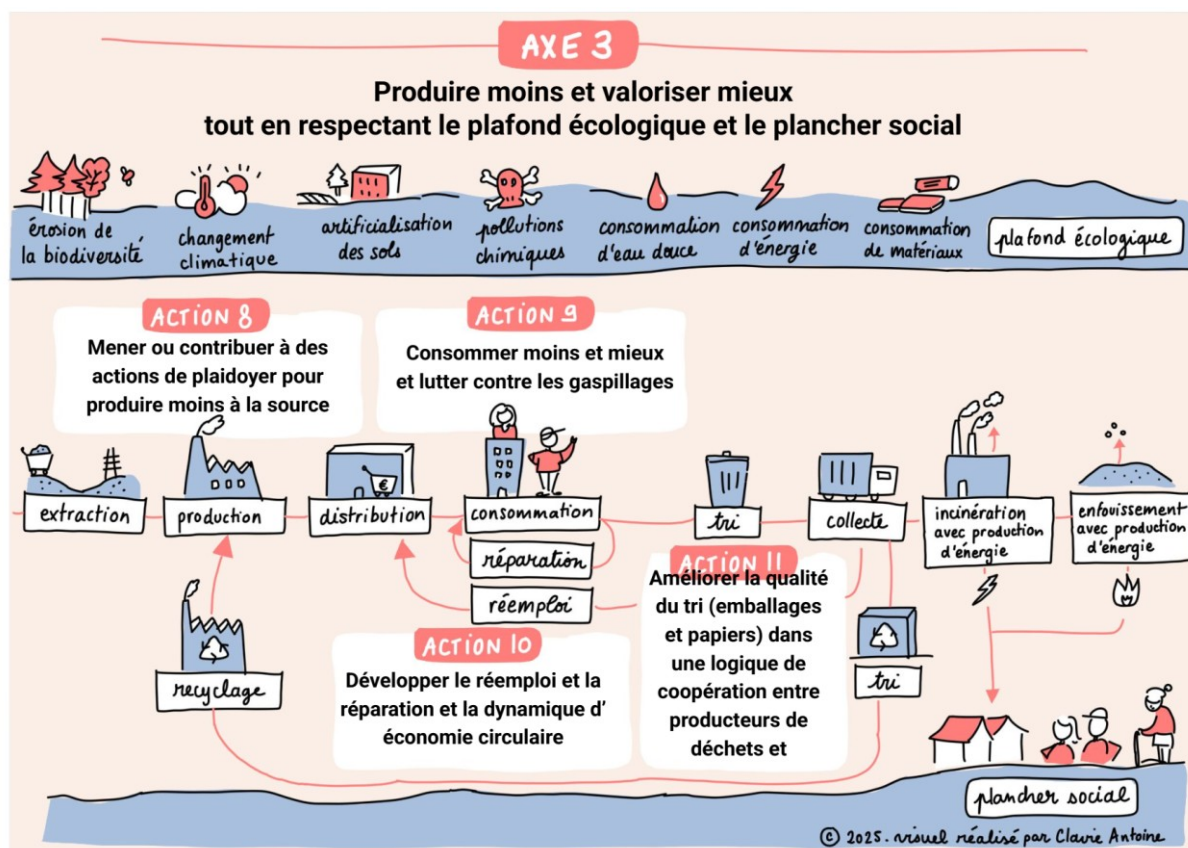 AXE 3
Produire moins et valoriser mieux
tout en respectant le plafond écologique et le plancher social
érosion de
la biodiversité
changement
climatique
artificialisation
des sols
pollutions
chimiques
consommation
d'eau douce
consommation
d'énergie
consommation
de matériaux
plafond écologique
ACTION 8
Mener ou contribuer à des
actions de plaidoyer pour
produire moins à la source
ACTION 9
Consommer moins et mieux
et lutter contre les gaspillages
extraction
production
distribution
€
consommation
tri
collecte
incinération
avec production
d'énergie
enfouissement
avec production
d'énergie
réparation
réemploi
ACTION 10
Développer le réemploi et la
réparation et la dynamique d'
économie circulaire
ACTION 11
Améliorer la qualité
du tri (emballages
et papiers) dans
une logique de
coopération entre
producteurs de
déchets et
recyclage
tri
plancher social
© 2025. visuel réalisé par Clavie Antoine